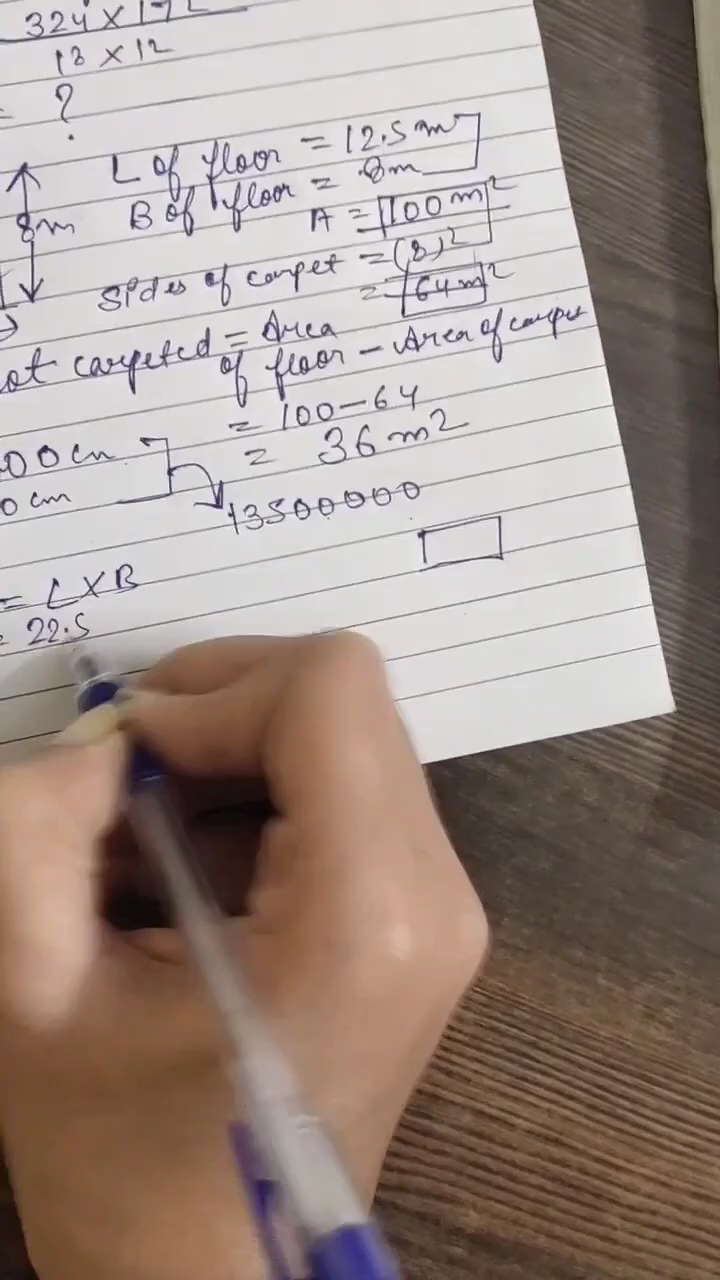 324 × 172
18 × 12
= ?
L of floor = 12.5 m
8m
B of floor = 8m
A = 100 m²
Sides of carpet = (8)²
= 64 m²
ot carpeted = Area
of floor - Area of carpet
= 100-64
= 36 m2
00 cm
0 cm
13500000
= L X B
= 22.5